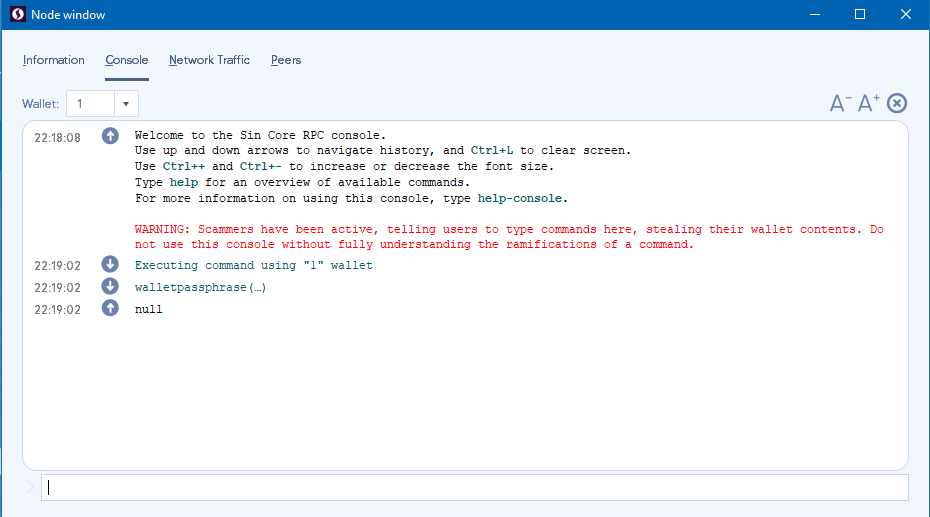 Node window
Information Console Network Traffic Peers
Wallet: 1
A- A+
22:18:08 Welcome to the Sin Core RPC console.
Use up and down arrows to navigate history, and Ctrl+L to clear screen.
Use Ctrl++ and Ctrl+- to increase or decrease the font size.
Type help for an overview of available commands.
For more information on using this console, type help-console.
WARNING: Scammers have been active, telling users to type commands here, stealing their wallet contents. Do
not use this console without fully understanding the ramifications of a command.
22:19:02 Executing command using "1" wallet
22:19:02 walletpassphrase(…)
22:19:02 null